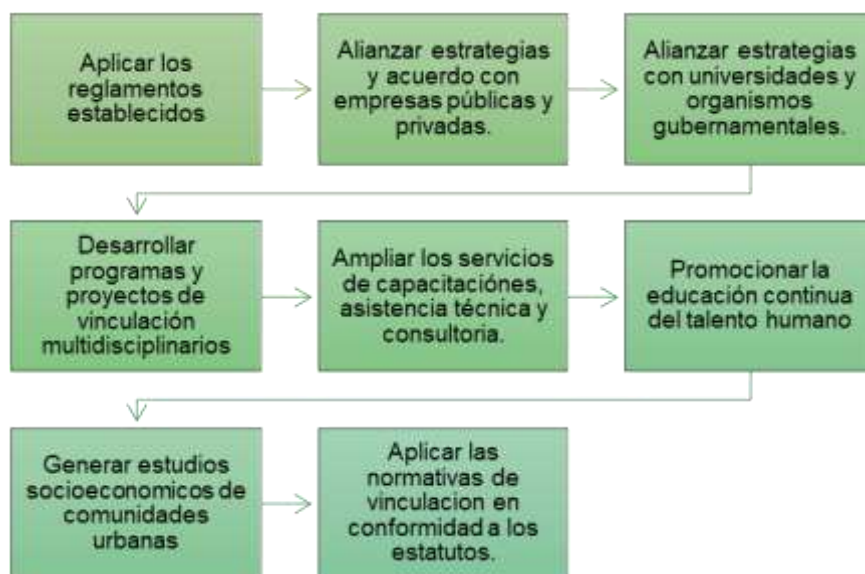 Aplicar los
reglamentos
establecidos
Alianzar estrategias
y acuerdo con
empresas públicas y
privadas.
Alianzar estrategias
con universidades y
organismos
gubernamentales.
Desarrollar
programas y
proyectos de
vinculación
multidisciplinarios
Ampliar los servicios
de capacitaciónes,
asistencia técnica y
consultoria.
Promocionar la
educación continua
del talento humano
Generar estudios
socioeconomicos de
comunidades
urbanas
Aplicar las
normativas de
vinculacion en
conformidad a los
estatutos.